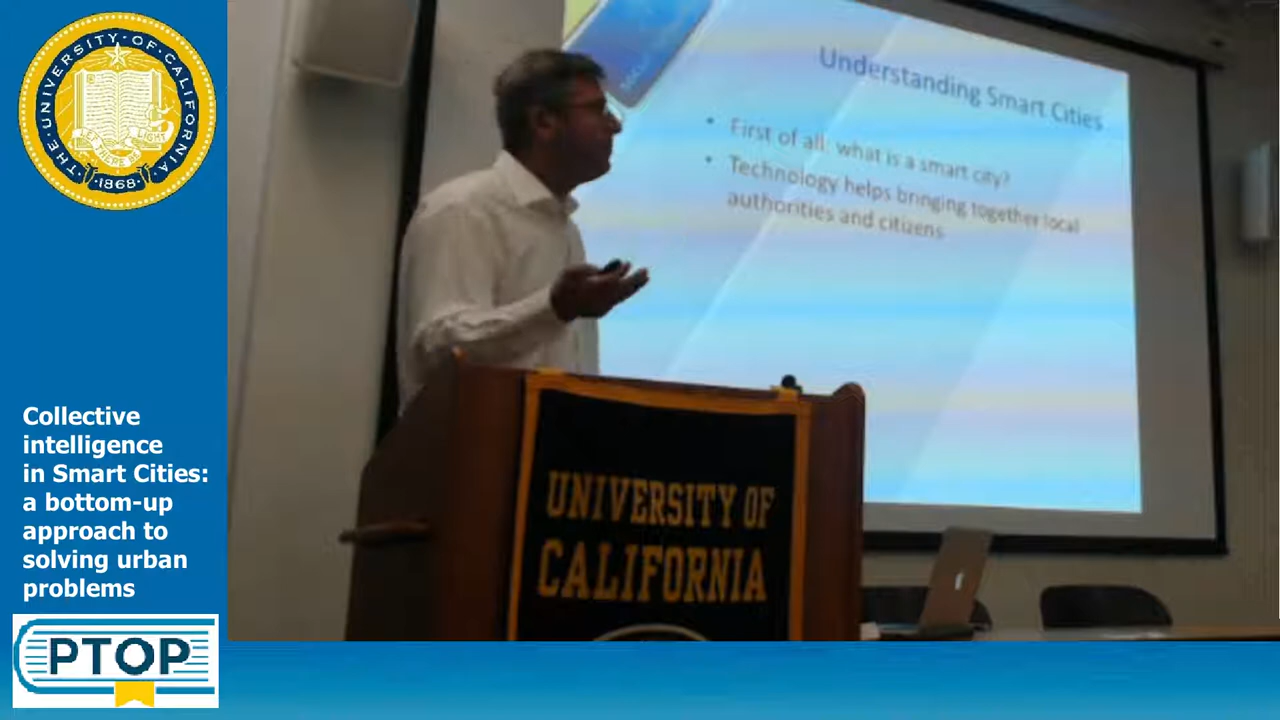 THE UNIVERSITY OF CALIFORNIA
LET THERE BE LIGHT
1868
Collective
intelligence
in Smart Cities:
a bottom-up
approach to
solving urban
problems
PTOP
Understanding Smart Cities
• First of all: what is a smart city?
• Technology helps bringing together local
authorities and citizens
UNIVERSITY OF
CALIFORNIA